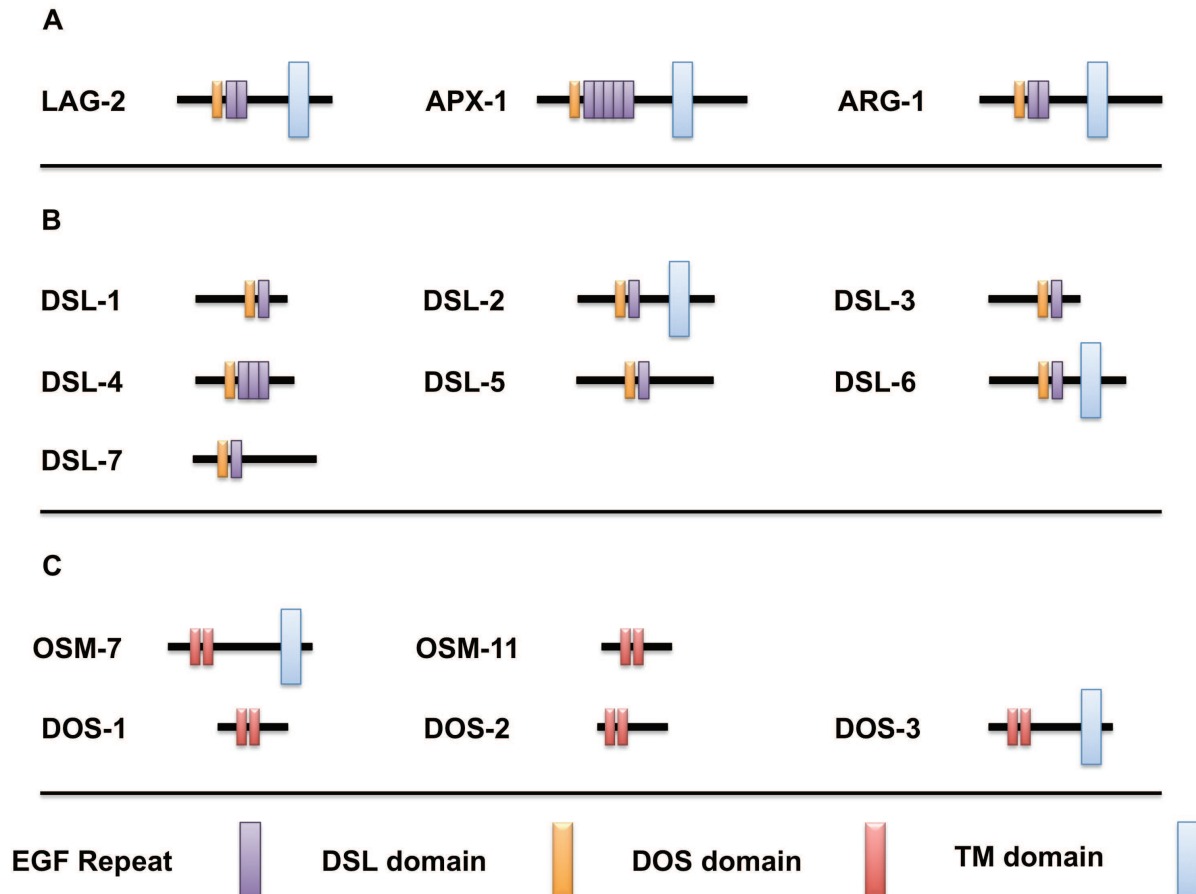 A
LAG-2 APX-1 ARG-1
B
DSL-1 DSL-2 DSL-3
DSL-4 DSL-5 DSL-6
DSL-7
C
OSM-7 OSM-11
DOS-1 DOS-2 DOS-3
EGF Repeat DSL domain DOS domain TM domain